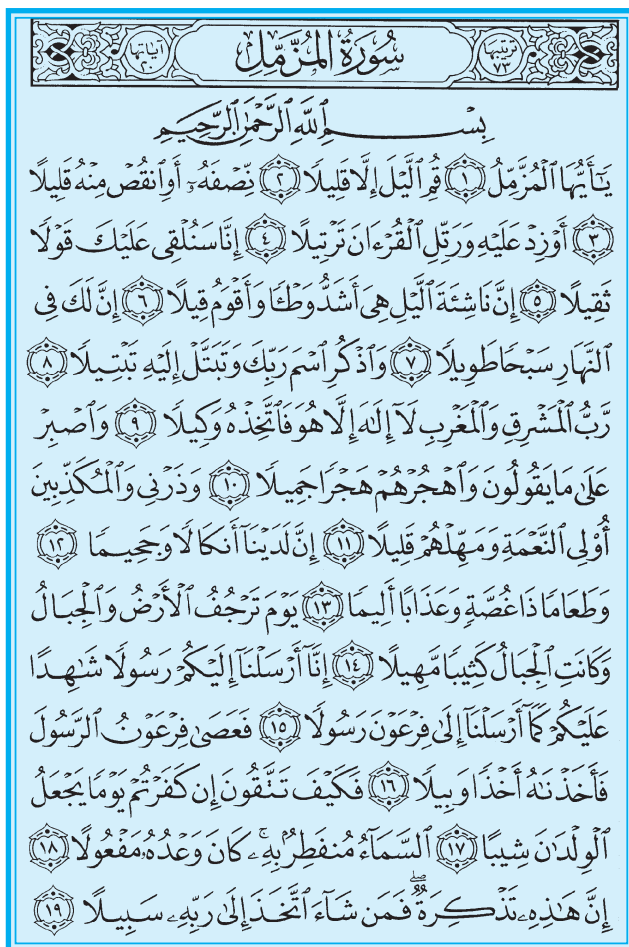 ترتيبها ٧٣ سُورَةُ المُزَّمِّل آياتها ٢٠
بِسْمِ ٱللَّهِ ٱلرَّحْمَٰنِ ٱلرَّحِيمِ
يَٰٓأَيُّهَا ٱلْمُزَّمِّلُ ١ قُمِ ٱلَّيْلَ إِلَّا قَلِيلًا ٢ نِّصْفَهُۥٓ أَوِ ٱنقُصْ مِنْهُ قَلِيلًا
٣ أَوْ زِدْ عَلَيْهِ وَرَتِّلِ ٱلْقُرْءَانَ تَرْتِيلًا ٤ إِنَّا سَنُلْقِى عَلَيْكَ قَوْلًا
ثَقِيلًا ٥ إِنَّ نَاشِئَةَ ٱلَّيْلِ هِىَ أَشَدُّ وَطْـًٔا وَأَقْوَمُ قِيلًا ٦ إِنَّ لَكَ فِى
ٱلنَّهَارِ سَبْحًا طَوِيلًا ٧ وَٱذْكُرِ ٱسْمَ رَبِّكَ وَتَبَتَّلْ إِلَيْهِ تَبْتِيلًا ٨
رَّبُّ ٱلْمَشْرِقِ وَٱلْمَغْرِبِ لَآ إِلَٰهَ إِلَّا هُوَ فَٱتَّخِذْهُ وَكِيلًا ٩ وَٱصْبِرْ
عَلَىٰ مَا يَقُولُونَ وَٱهْجُرْهُمْ هَجْرًا جَمِيلًا ١٠ وَذَرْنِى وَٱلْمُكَذِّبِينَ
أُو۟لِى ٱلنَّعْمَةِ وَمَهِّلْهُمْ قَلِيلًا ١١ إِنَّ لَدَيْنَآ أَنكَالًا وَجَحِيمًا ١٢
وَطَعَامًا ذَا غُصَّةٍ وَعَذَابًا أَلِيمًا ١٣ يَوْمَ تَرْجُفُ ٱلْأَرْضُ وَٱلْجِبَالُ
وَكَانَتِ ٱلْجِبَالُ كَثِيبًا مَّهِيلًا ١٤ إِنَّآ أَرْسَلْنَآ إِلَيْكُمْ رَسُولًا شَٰهِدًا
عَلَيْكُمْ كَمَآ أَرْسَلْنَآ إِلَىٰ فِرْعَوْنَ رَسُولًا ١٥ فَعَصَىٰ فِرْعَوْنُ ٱلرَّسُولَ
فَأَخَذْنَٰهُ أَخْذًا وَبِيلًا ١٦ فَكَيْفَ تَتَّقُونَ إِن كَفَرْتُمْ يَوْمًا يَجْعَلُ
ٱلْوِلْدَٰنَ شِيبًا ١٧ ٱلسَّمَآءُ مُنفَطِرٌۢ بِهِۦ ۚ كَانَ وَعْدُهُۥ مَفْعُولًا ١٨
إِنَّ هَٰذِهِۦ تَذْكِرَةٌ ۖ فَمَن شَآءَ ٱتَّخَذَ إِلَىٰ رَبِّهِۦ سَبِيلًا ١٩